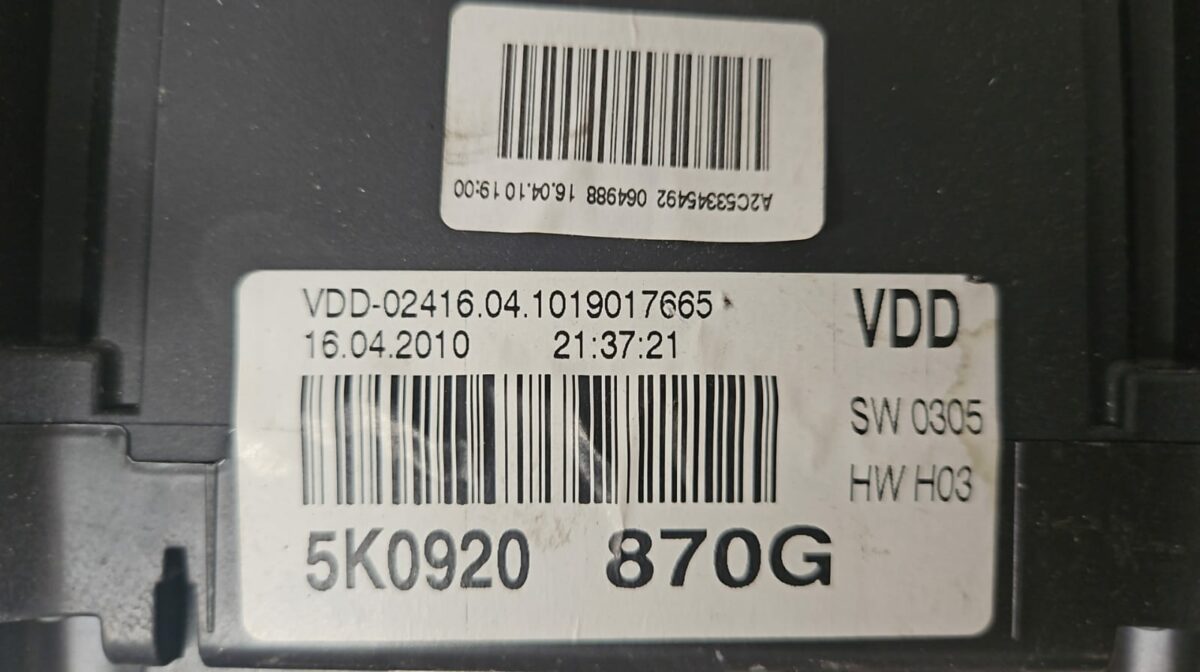 A2C53345492 064988 16.04.10 19:00
VDD-02416.04.1019017665
16.04.2010 21:37:21
VDD
SW 0305
HW H03
5K0920 870G